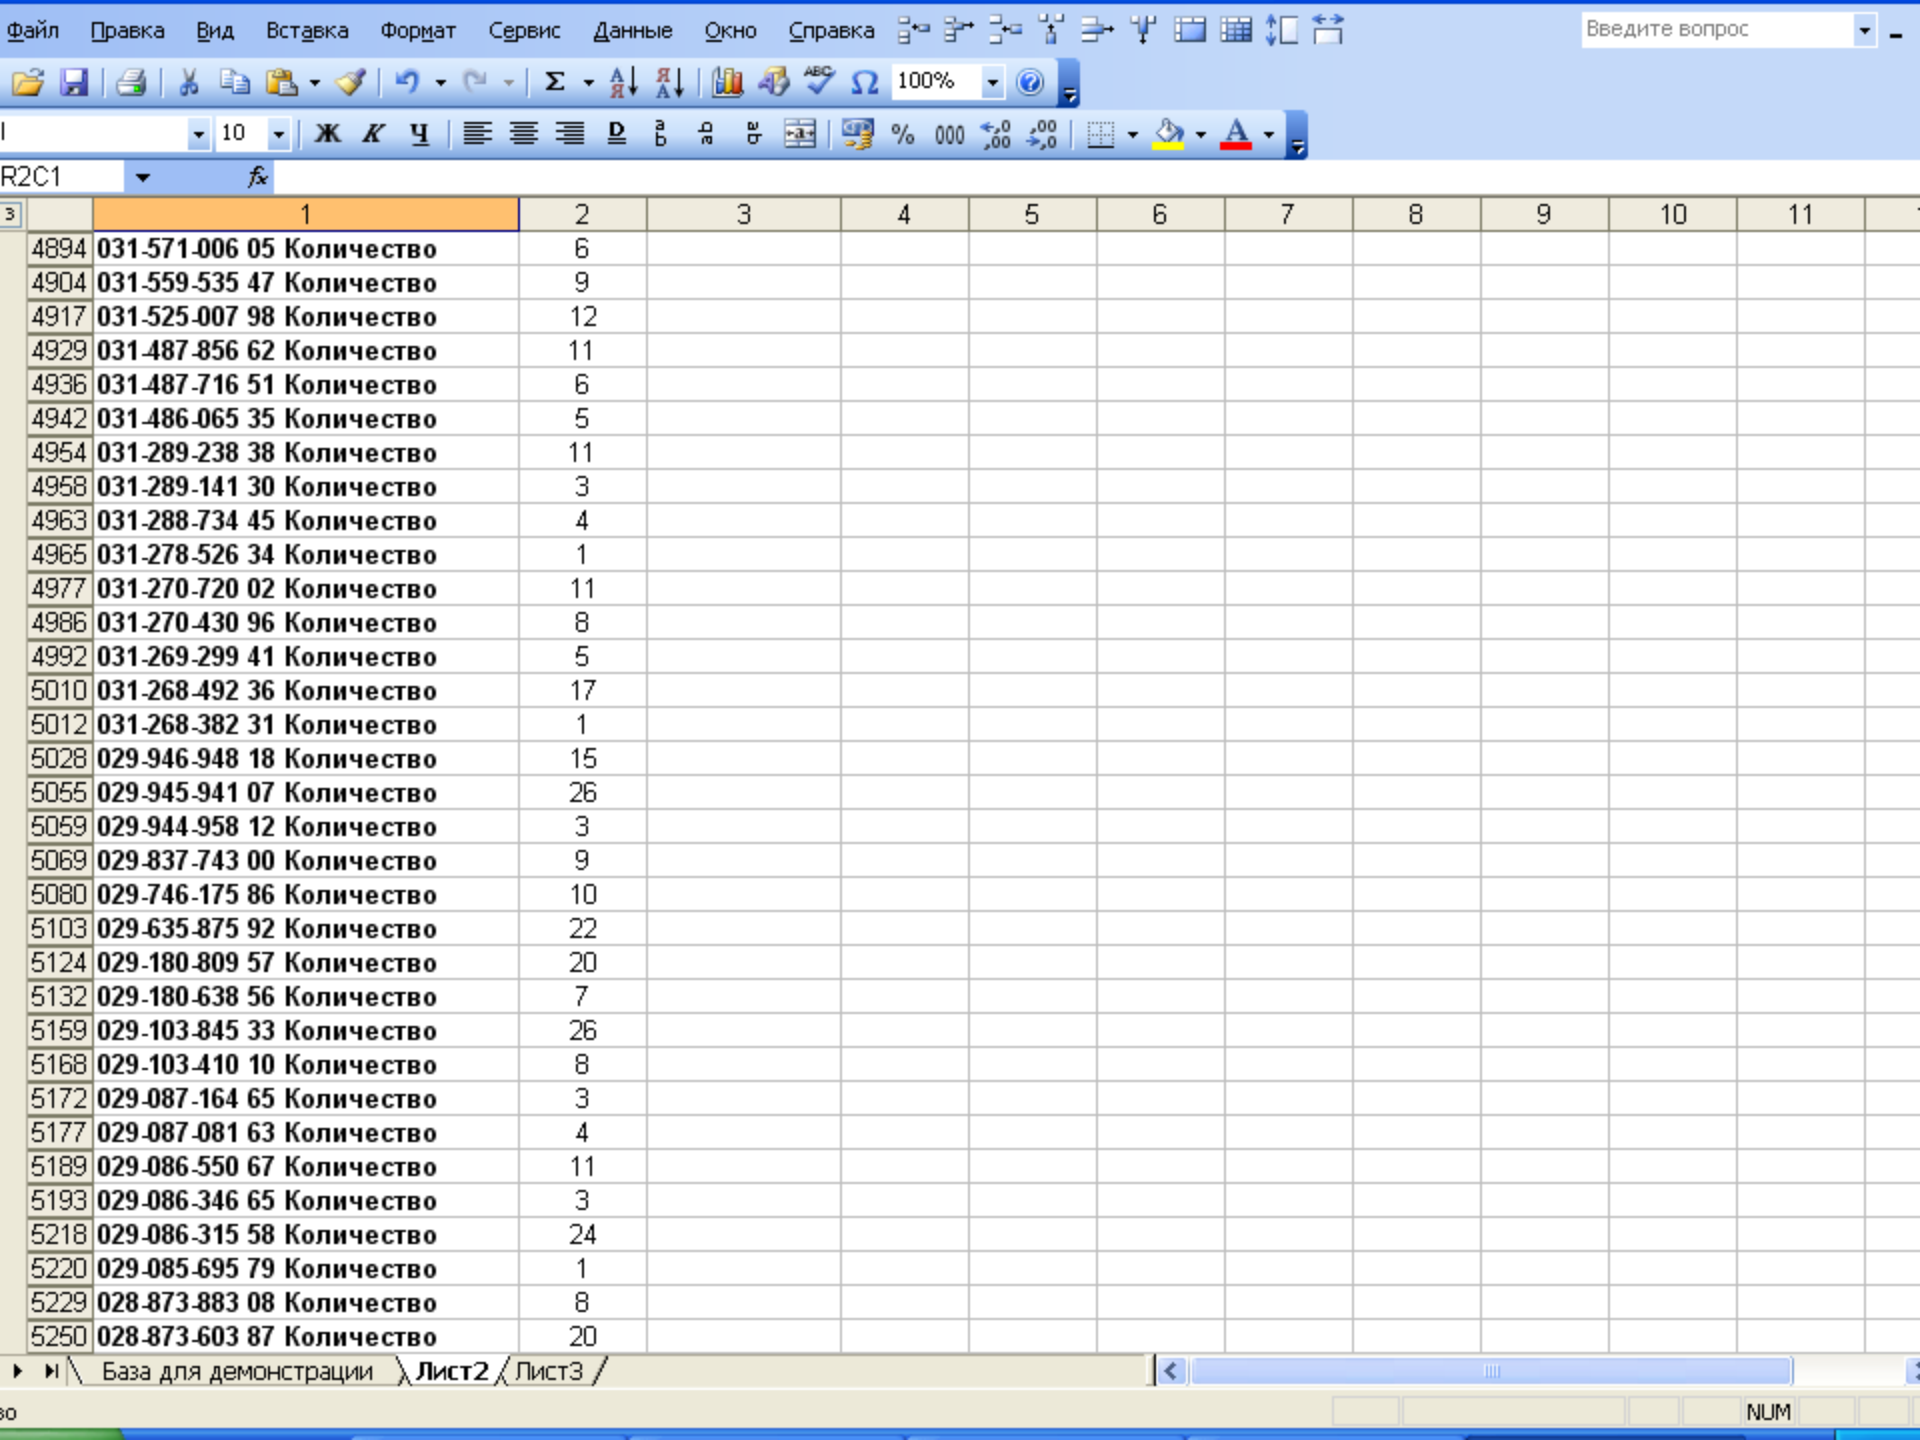 Файл Правка Вид Вставка Формат Сервис Данные Окно Справка Введите вопрос
Σ А Я Я А ABC Ω 100% ?
10 Ж К Ч % 000 ,00 ,00 А
R2C1 fx
3 1 2 3 4 5 6 7 8 9 10 11
4894 031-571-006 05 Количество 6
4904 031-559-535 47 Количество 9
4917 031-525-007 98 Количество 12
4929 031-487-856 62 Количество 11
4936 031-487-716 51 Количество 6
4942 031-486-065 35 Количество 5
4954 031-289-238 38 Количество 11
4958 031-289-141 30 Количество 3
4963 031-288-734 45 Количество 4
4965 031-278-526 34 Количество 1
4977 031-270-720 02 Количество 11
4986 031-270-430 96 Количество 8
4992 031-269-299 41 Количество 5
5010 031-268-492 36 Количество 17
5012 031-268-382 31 Количество 1
5028 029-946-948 18 Количество 15
5055 029-945-941 07 Количество 26
5059 029-944-958 12 Количество 3
5069 029-837-743 00 Количество 9
5080 029-746-175 86 Количество 10
5103 029-635-875 92 Количество 22
5124 029-180-809 57 Количество 20
5132 029-180-638 56 Количество 7
5159 029-103-845 33 Количество 26
5168 029-103-410 10 Количество 8
5172 029-087-164 65 Количество 3
5177 029-087-081 63 Количество 4
5189 029-086-550 67 Количество 11
5193 029-086-346 65 Количество 3
5218 029-086-315 58 Количество 24
5220 029-085-695 79 Количество 1
5229 028-873-883 08 Количество 8
5250 028-873-603 87 Количество 20
База для демонстрации Лист2 Лист3
NUM